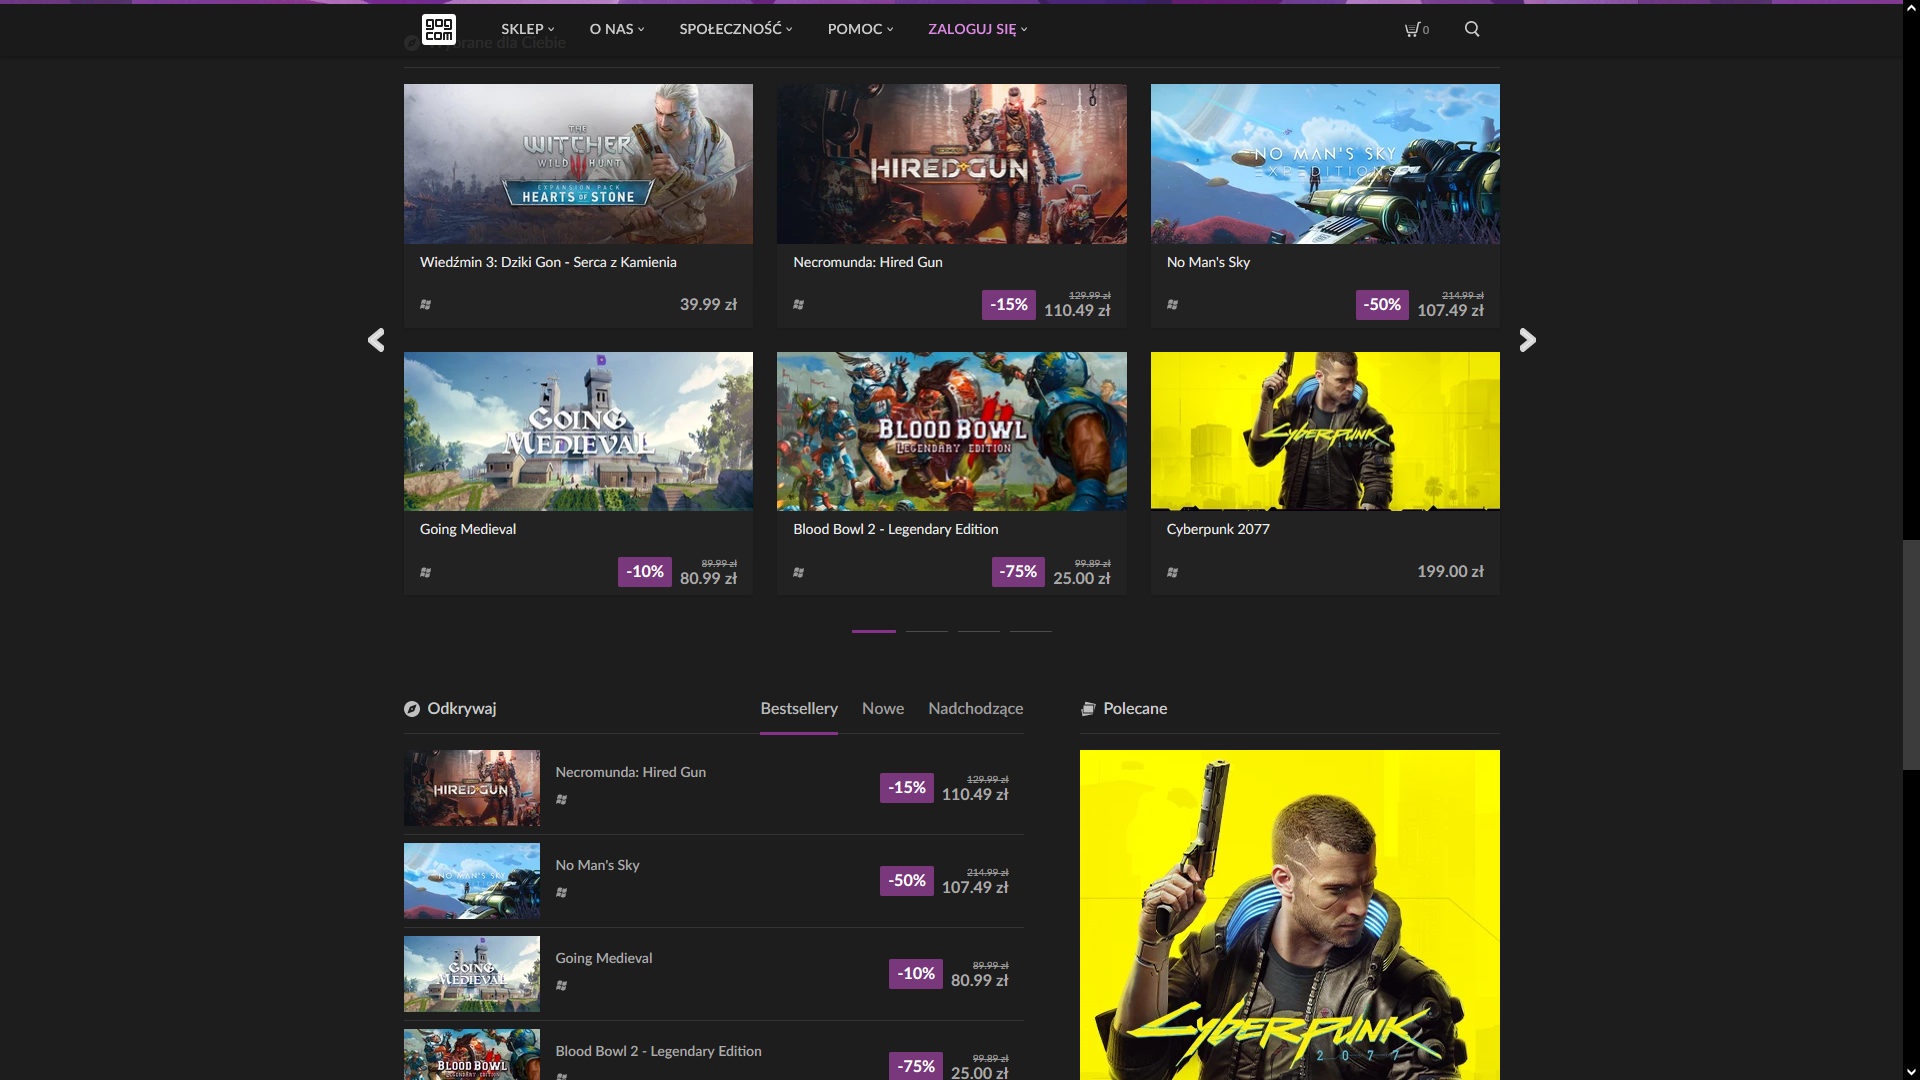 gog
com
SKLEP
O NAS
SPOŁECZNOŚĆ
POMOC
ZALOGUJ SIĘ
0
Wybrane dla Ciebie
THE
WITCHER
WILD HUNT
EXPANSION PACK
HEARTS OF STONE
Wiedźmin 3: Dziki Gon - Serca z Kamienia
39.99 zł
HIRED GUN
Necromunda: Hired Gun
-15%
129.99 zł
110.49 zł
NO MAN'S SKY
EXPEDITIONS
No Man's Sky
-50%
214.99 zł
107.49 zł
GOING
MEDIEVAL
Going Medieval
-10%
89.99 zł
80.99 zł
BLOOD BOWL
LEGENDARY EDITION
Blood Bowl 2 - Legendary Edition
-75%
99.89 zł
25.00 zł
CYBERPUNK
2077
Cyberpunk 2077
199.00 zł
Odkrywaj
Bestsellery
Nowe
Nadchodzące
HIRED GUN
Necromunda: Hired Gun
-15%
129.99 zł
110.49 zł
NO MAN'S SKY
No Man's Sky
-50%
214.99 zł
107.49 zł
GOING
MEDIEVAL
Going Medieval
-10%
89.99 zł
80.99 zł
BLOOD BOWL
LEGENDARY EDITION
Blood Bowl 2 - Legendary Edition
-75%
99.89 zł
25.00 zł
Polecane
CYBERPUNK
2077